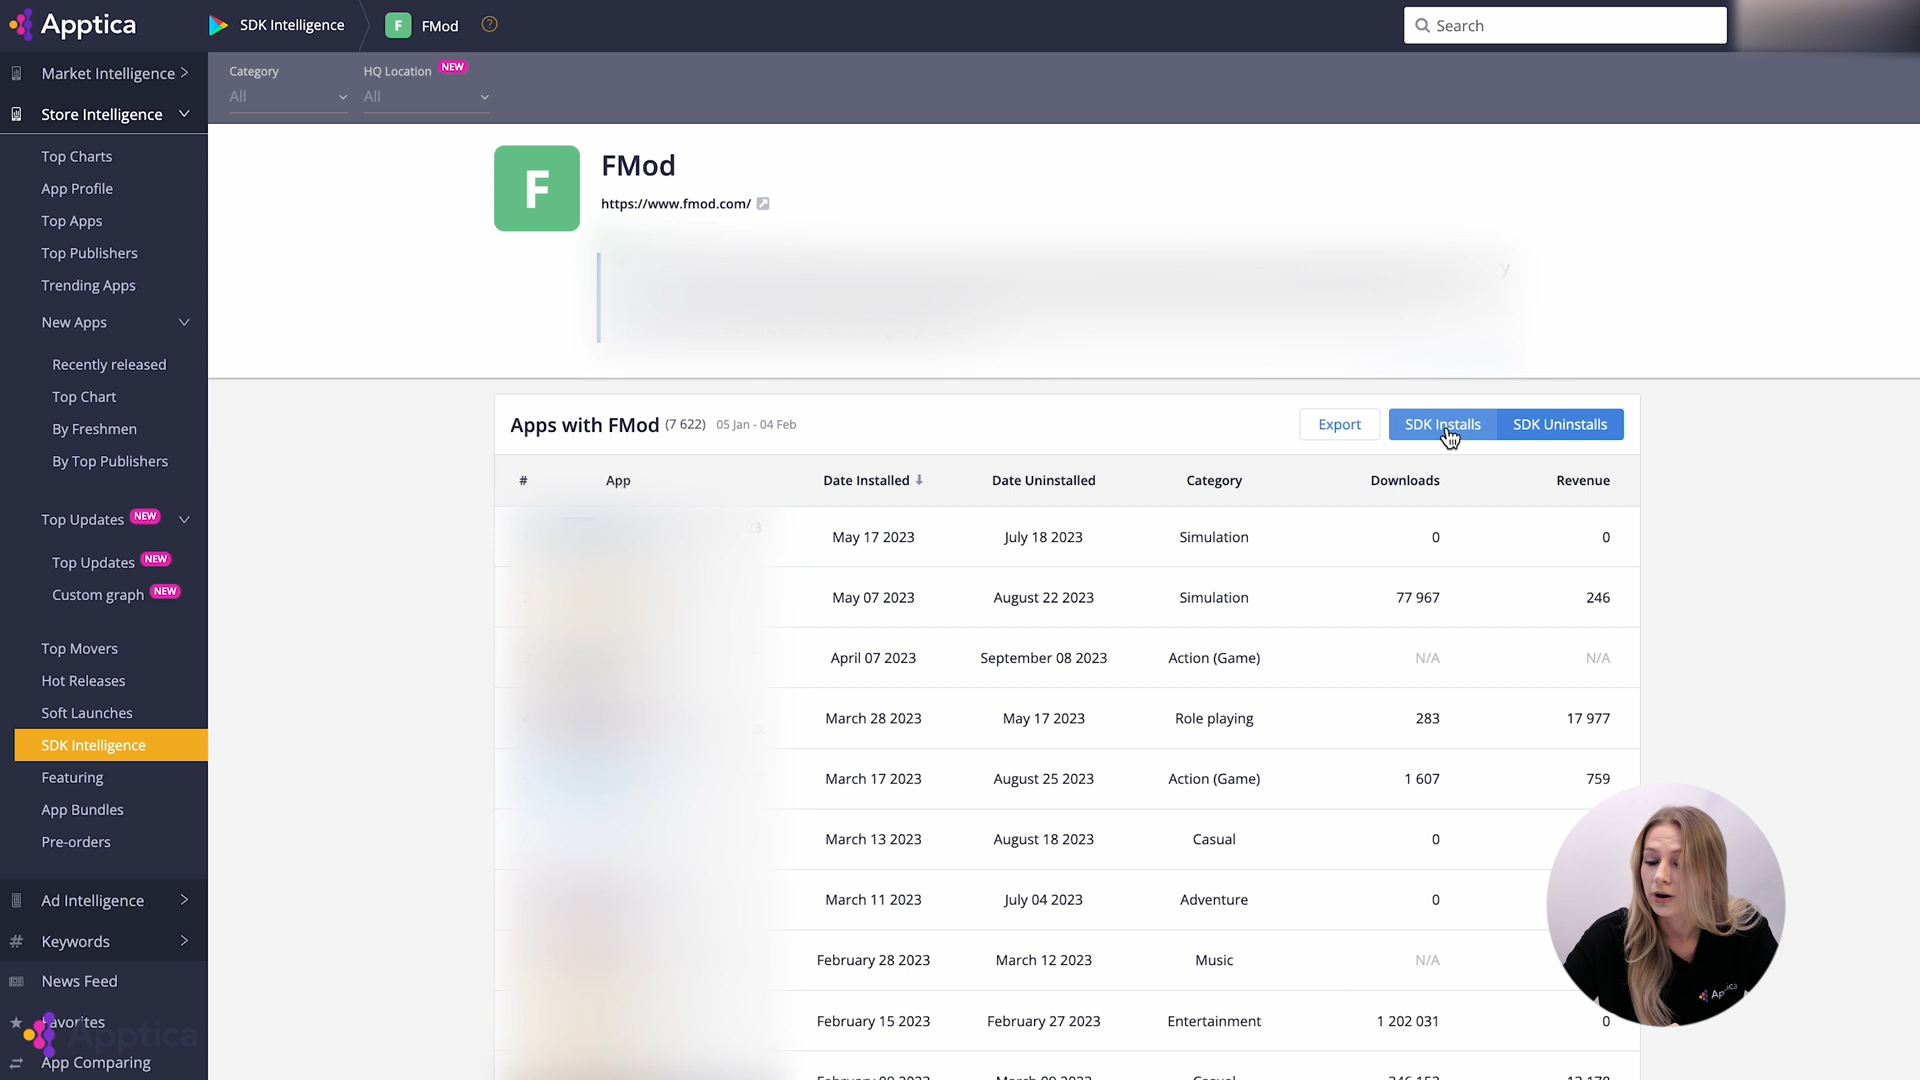 Apptica
SDK Intelligence
F
FMod
?
Search
Market Intelligence
Store Intelligence
Top Charts
App Profile
Top Apps
Top Publishers
Trending Apps
New Apps
Recently released
Top Chart
By Freshmen
By Top Publishers
Top Updates NEW
Top Updates NEW
Custom graph NEW
Top Movers
Hot Releases
Soft Launches
SDK Intelligence
Featuring
App Bundles
Pre-orders
Ad Intelligence
# Keywords
News Feed
Favorites
Apptica
App Comparing
Category
All
HQ Location NEW
All
F
FMod
https://www.fmod.com/
Apps with FMod (7 622) 05 Jan - 04 Feb
Export
SDK Installs
SDK Uninstalls
# App Date Installed Date Uninstalled Category Downloads Revenue
May 17 2023 July 18 2023 Simulation 0 0
May 07 2023 August 22 2023 Simulation 77 967 246
April 07 2023 September 08 2023 Action (Game) N/A N/A
March 28 2023 May 17 2023 Role playing 283 17 977
March 17 2023 August 25 2023 Action (Game) 1 607 759
March 13 2023 August 18 2023 Casual 0
March 11 2023 July 04 2023 Adventure 0
February 28 2023 March 12 2023 Music N/A
February 15 2023 February 27 2023 Entertainment 1 202 031 0